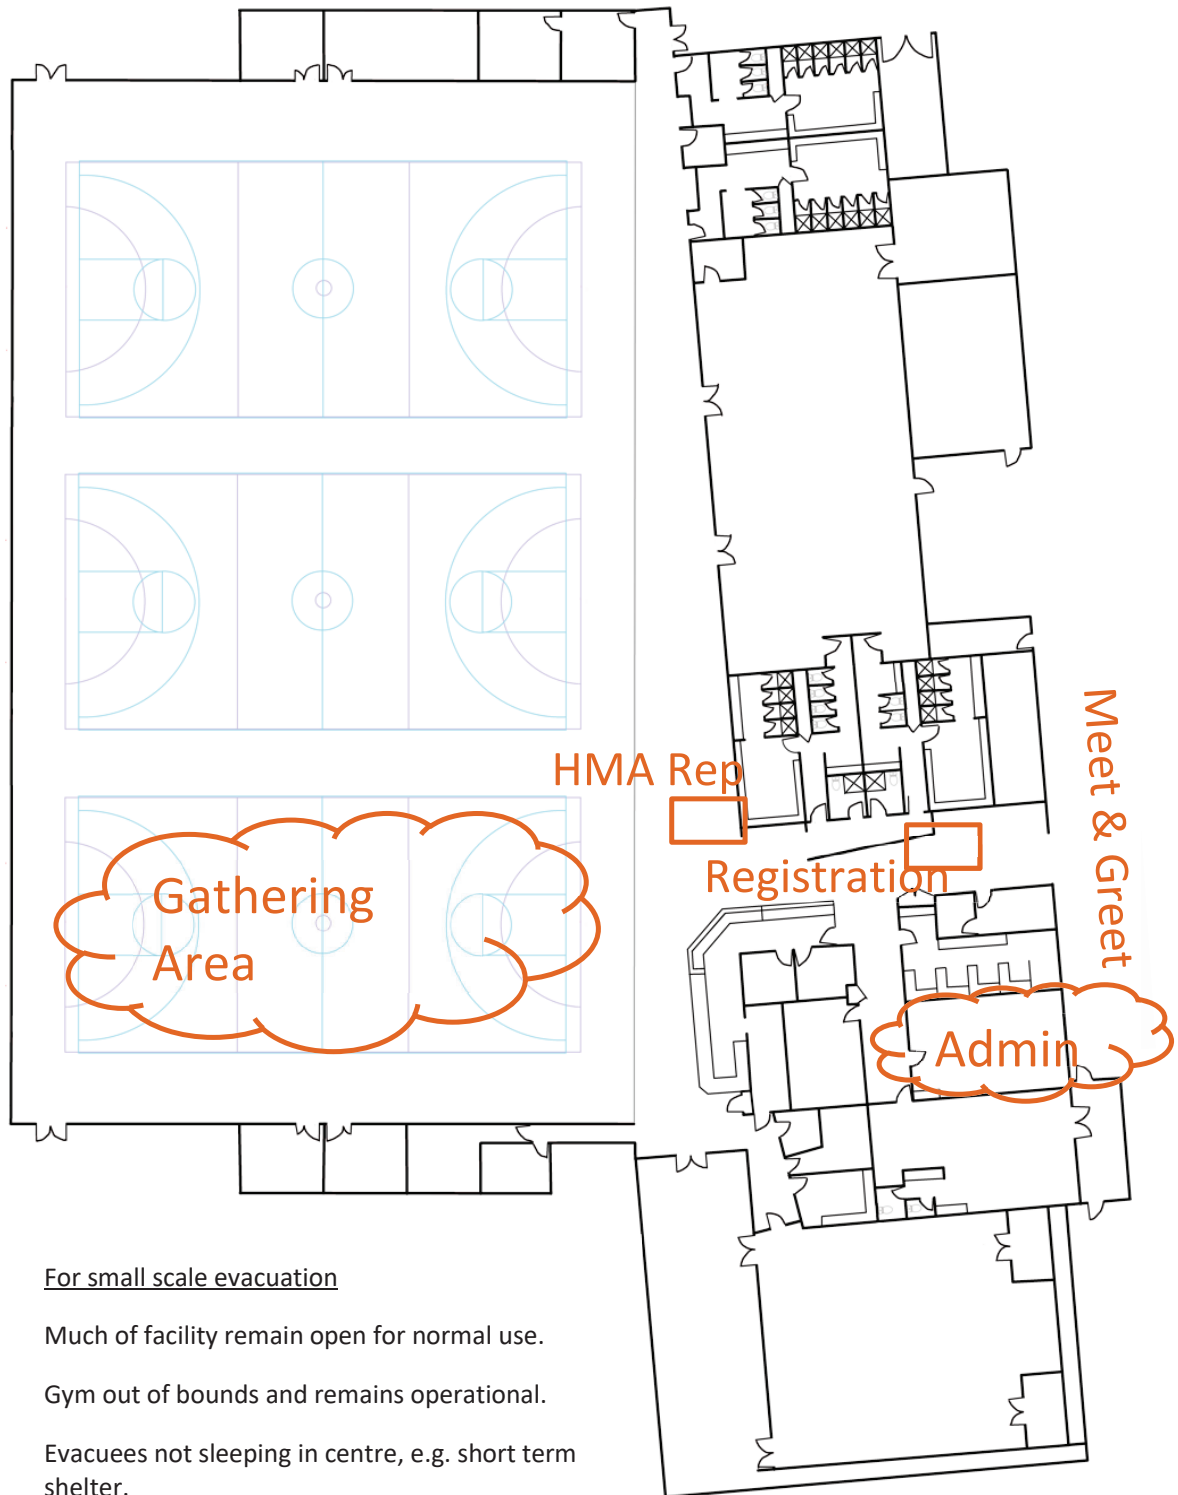 HMA Rep
Meet & Greet
Registration
Gathering
Area
Admin
For small scale evacuation
Much of facility remain open for normal use.
Gym out of bounds and remains operational.
Evacuees not sleeping in centre, e.g. short term
shelter.